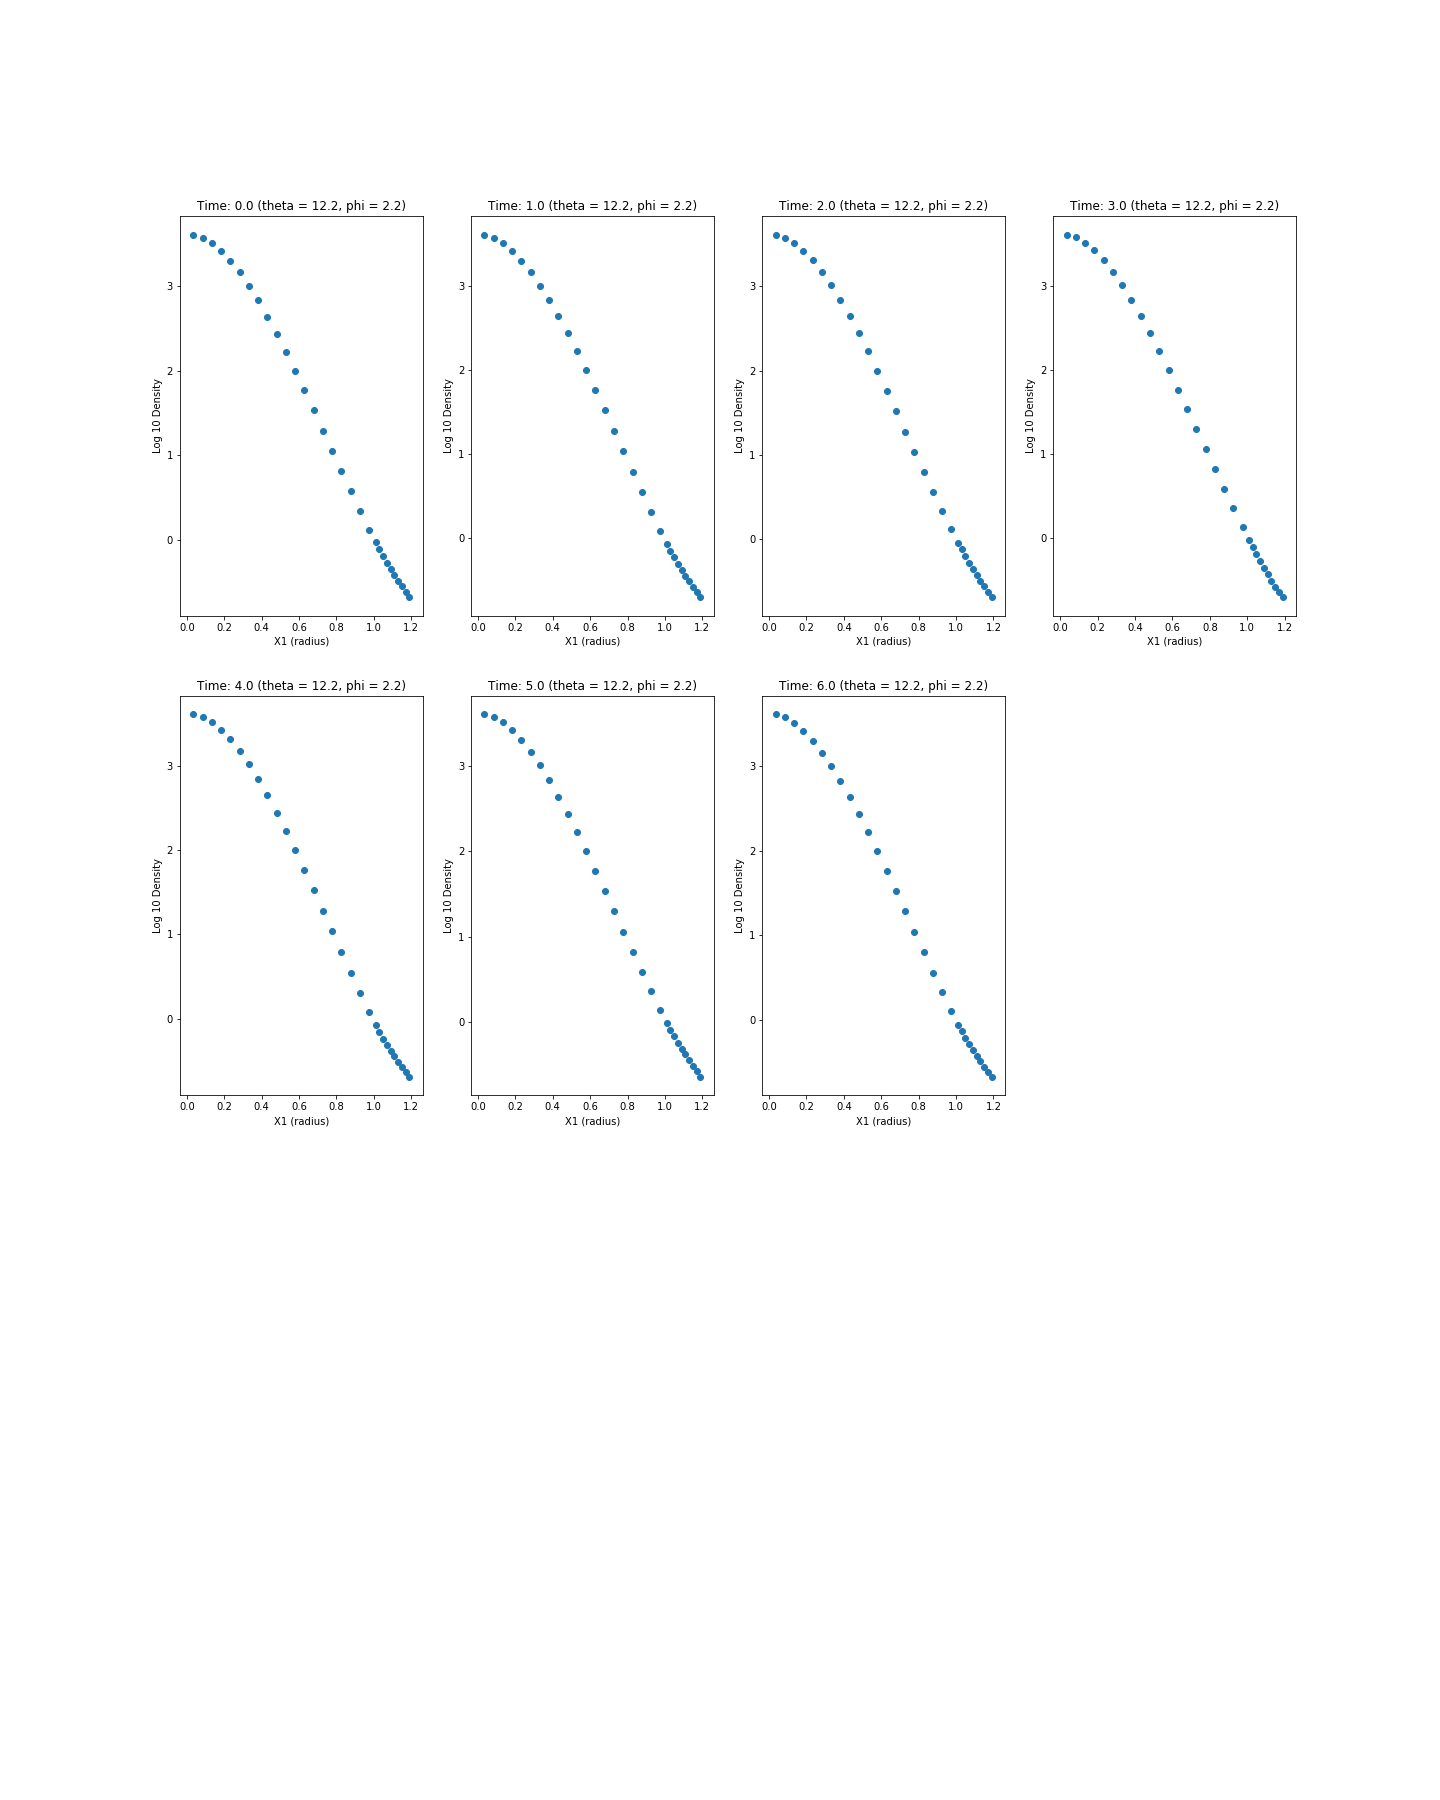 Time: 0.0 (theta = 12.2, phi = 2.2)
Log 10 Density
3
2
1
0
0.0 0.2 0.4 0.6 0.8 1.0 1.2
X1 (radius)
Time: 1.0 (theta = 12.2, phi = 2.2)
Log 10 Density
3
2
1
0
0.0 0.2 0.4 0.6 0.8 1.0 1.2
X1 (radius)
Time: 2.0 (theta = 12.2, phi = 2.2)
Log 10 Density
3
2
1
0
0.0 0.2 0.4 0.6 0.8 1.0 1.2
X1 (radius)
Time: 3.0 (theta = 12.2, phi = 2.2)
Log 10 Density
3
2
1
0
0.0 0.2 0.4 0.6 0.8 1.0 1.2
X1 (radius)
Time: 4.0 (theta = 12.2, phi = 2.2)
Log 10 Density
3
2
1
0
0.0 0.2 0.4 0.6 0.8 1.0 1.2
X1 (radius)
Time: 5.0 (theta = 12.2, phi = 2.2)
Log 10 Density
3
2
1
0
0.0 0.2 0.4 0.6 0.8 1.0 1.2
X1 (radius)
Time: 6.0 (theta = 12.2, phi = 2.2)
Log 10 Density
3
2
1
0
0.0 0.2 0.4 0.6 0.8 1.0 1.2
X1 (radius)